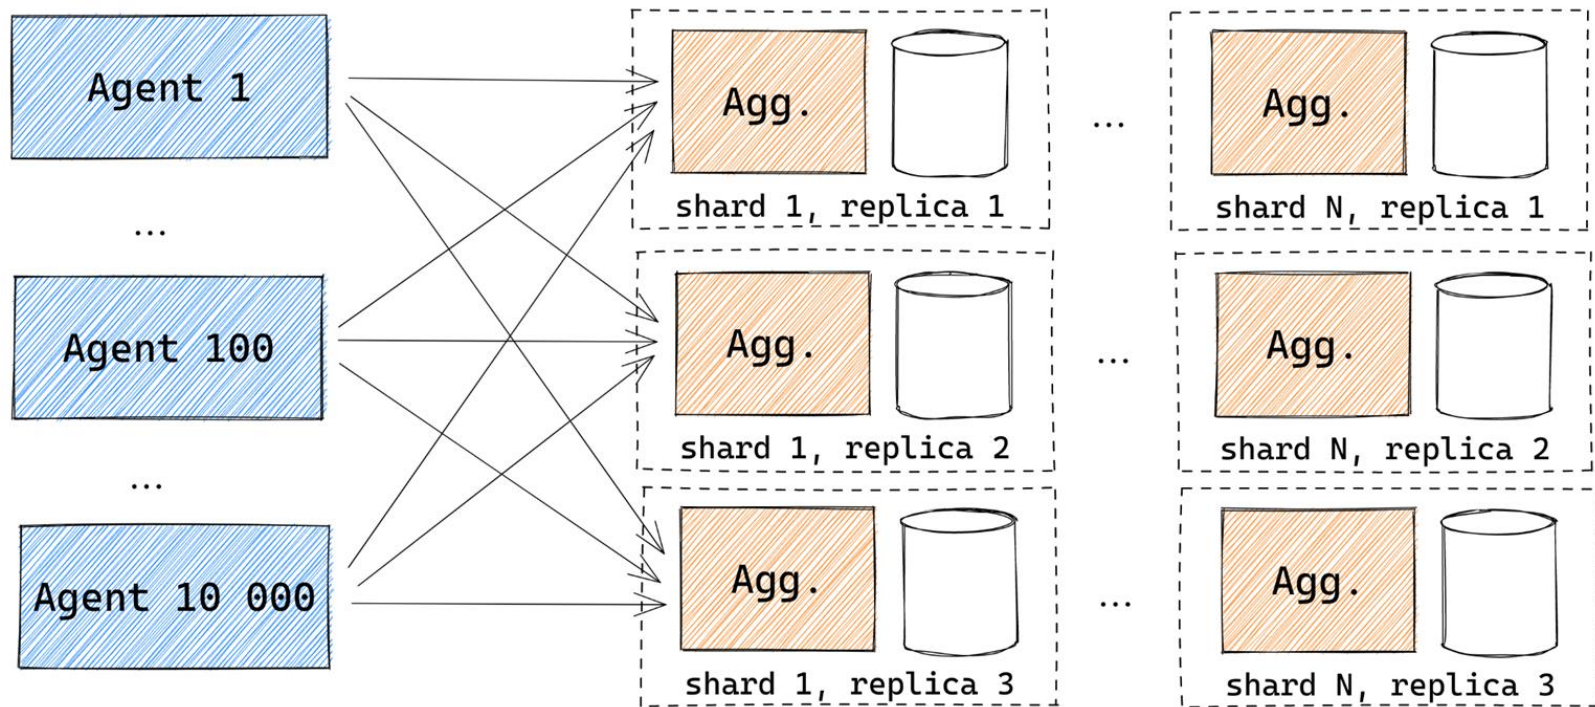 Agent 1
...
Agent 100
...
Agent 10 000
Agg.
shard 1, replica 1
...
Agg.
shard N, replica 1
Agg.
shard 1, replica 2
...
Agg.
shard N, replica 2
Agg.
shard 1, replica 3
...
Agg.
shard N, replica 3